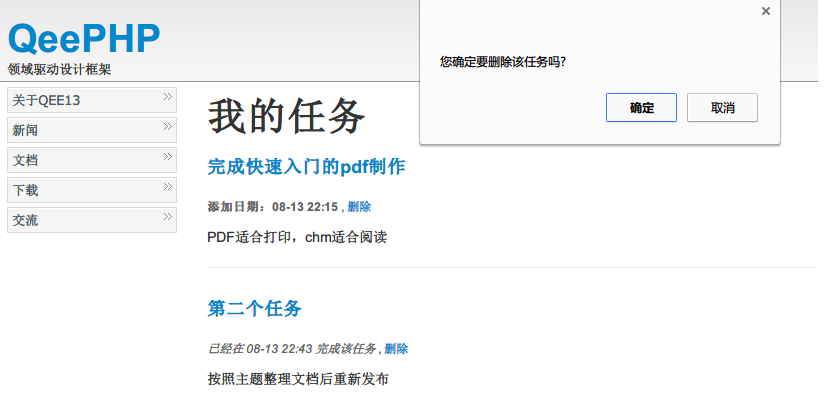 QeePHP
领域驱动设计框架
您确定要删除该任务吗?
确定
取消
关于QEE13
新闻
文档
下载
交流
我的任务
完成快速入门的pdf制作
添加日期：08-13 22:15 , 删除
PDF适合打印，chm适合阅读
第二个任务
已经在 08-13 22:43 完成该任务 , 删除
按照主题整理文档后重新发布